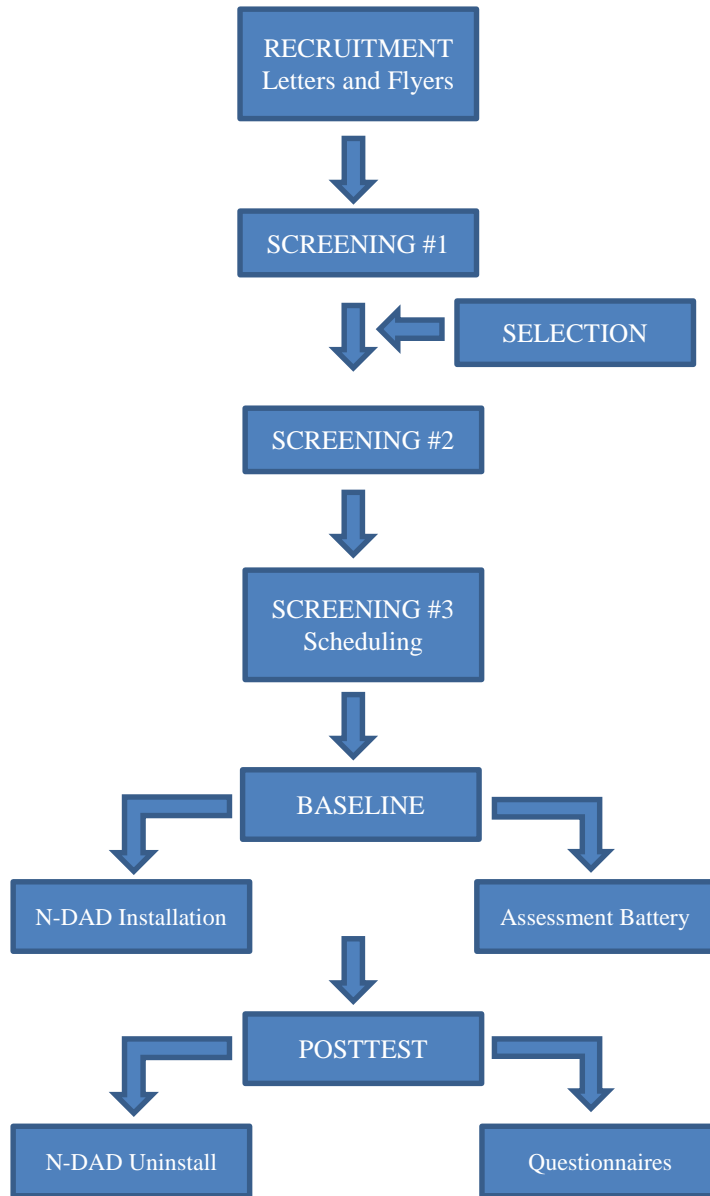 RECRUITMENT
Letters and Flyers
SCREENING #1
SELECTION
SCREENING #2
SCREENING #3
Scheduling
BASELINE
N-DAD Installation
Assessment Battery
POSTTEST
N-DAD Uninstall
Questionnaires